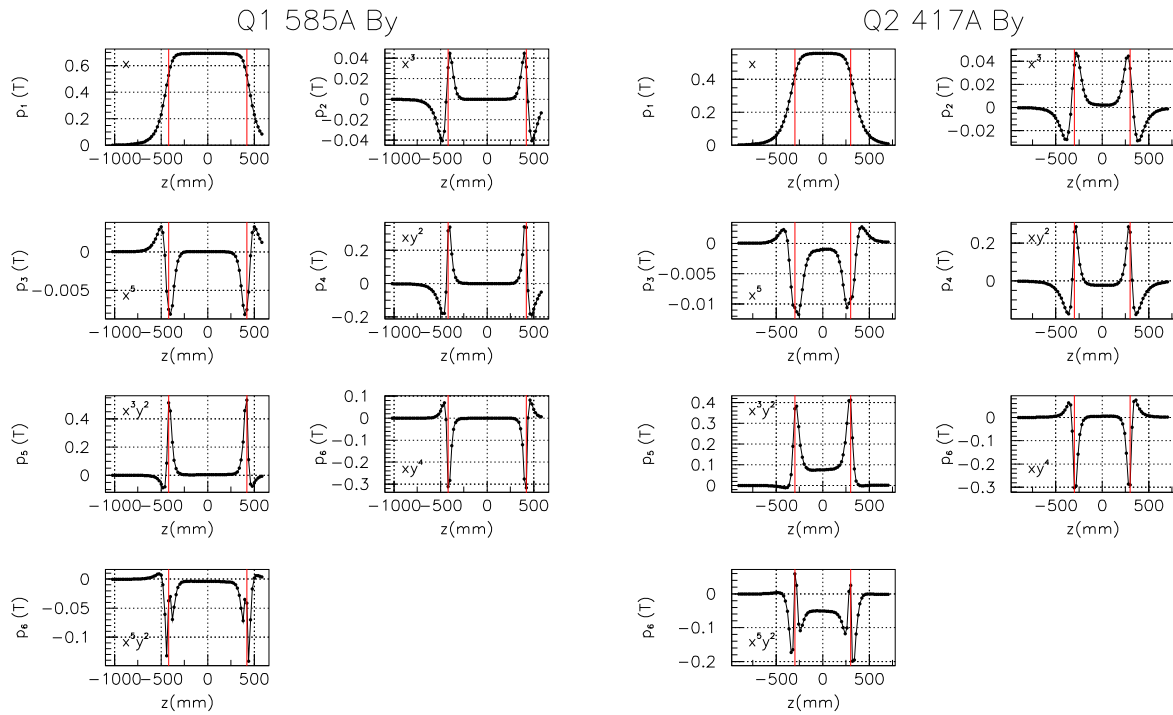 Q1 585A By
Q2 417A By
p₁ (T)
0.6
0.4
0.2
0
x
−1000 −500 0 500
z(mm)
p₂ (T)
0.04
0.02
0
−0.02
−0.04
x³
−1000 −500 0 500
z(mm)
p₁ (T)
0.4
0.2
0
x
−500 0 500
z(mm)
p₂ (T)
0.04
0.02
0
−0.02
x³
−500 0 500
z(mm)
p₃ (T)
0
−0.005
x⁵
−1000 −500 0 500
z(mm)
p₄ (T)
0.2
0
−0.2
xy²
−1000 −500 0 500
z(mm)
p₃ (T)
0
−0.005
−0.01
x⁵
−500 0 500
z(mm)
p₄ (T)
0.2
0
xy²
−500 0 500
z(mm)
p₅ (T)
0.4
0.2
0
x³y²
−1000 −500 0 500
z(mm)
p₆ (T)
0.1
0
−0.1
−0.2
−0.3
xy⁴
−1000 −500 0 500
z(mm)
p₅ (T)
0.4
0.3
0.2
0.1
0
x³y²
−500 0 500
z(mm)
p₆ (T)
0
−0.1
−0.2
−0.3
xy⁴
−500 0 500
z(mm)
p₆ (T)
0
−0.05
−0.1
x⁵y²
−1000 −500 0 500
z(mm)
p₆ (T)
0
−0.1
−0.2
x⁵y²
−500 0 500
z(mm)